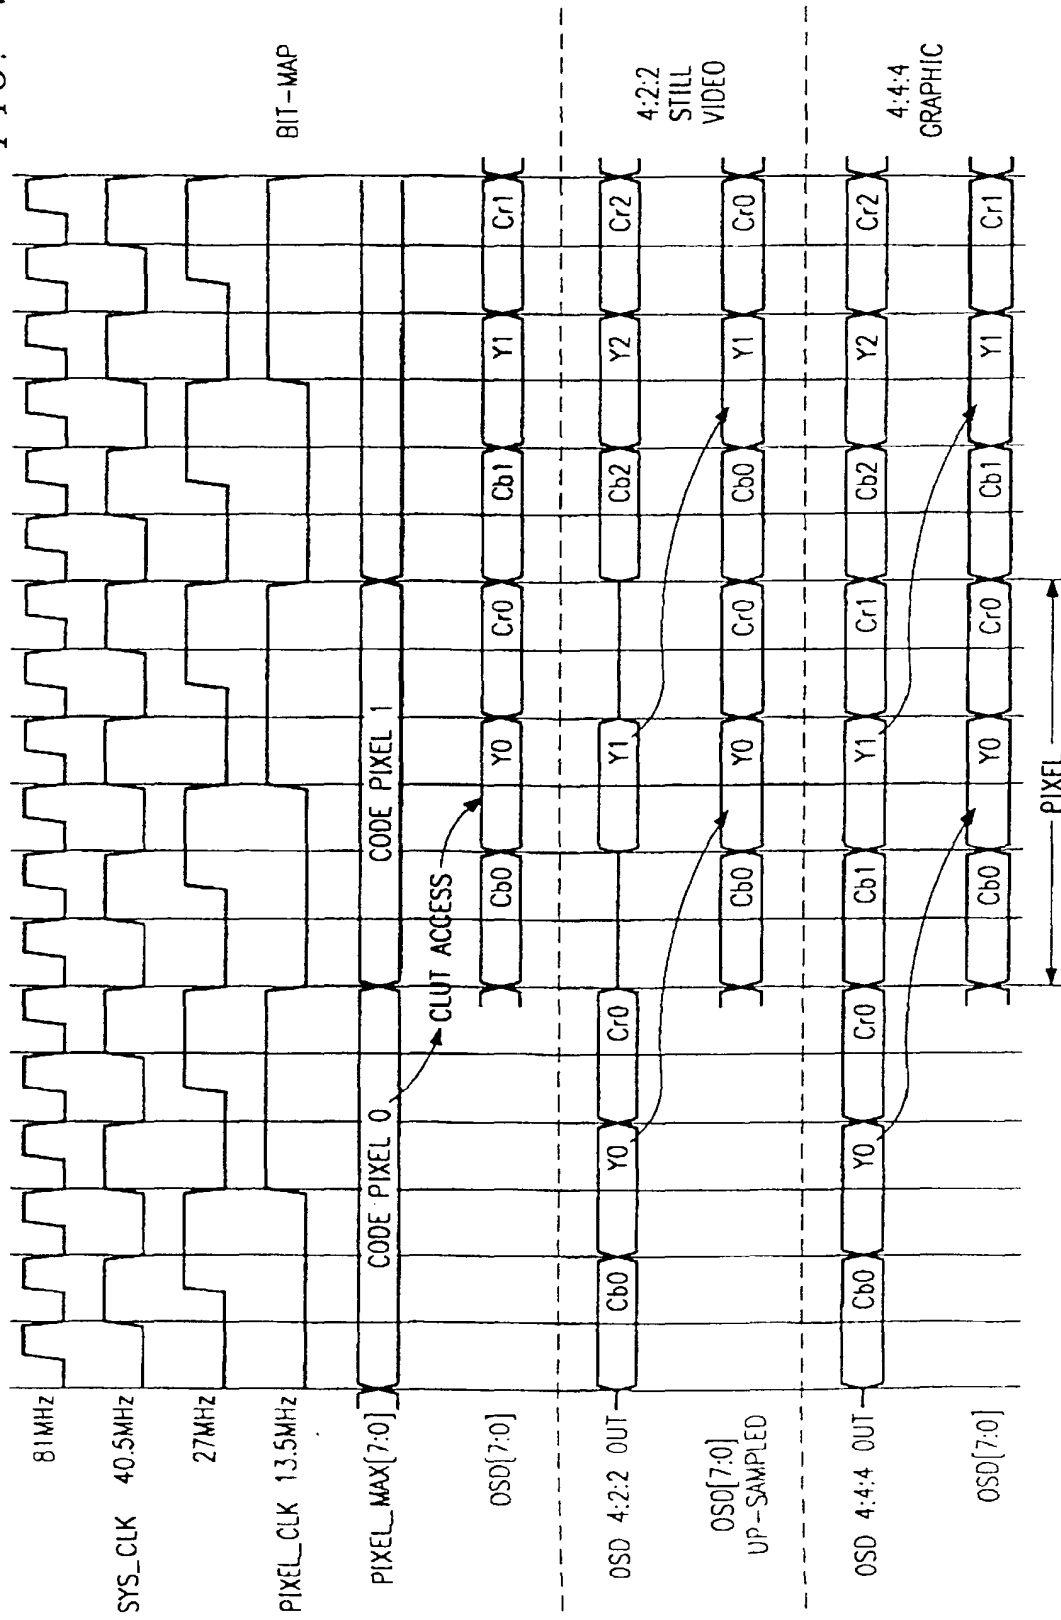 FIG.
81MHz
SYS_CLK 40.5MHz
27MHz
PIXEL_CLK 13.5MHz
PIXEL_MAX[7:0] CODE PIXEL 0 CODE PIXEL 1
BIT-MAP
CLUT ACCESS
OSD[7:0] Cb0 Y0 Cr0 Cb1 Y1 Cr1
4:2:2
STILL
VIDEO
OSD 4:2:2 OUT Cb0 Y0 Cr0 Y1 Cb2 Y2 Cr2
OSD[7:0]
UP-SAMPLED
Cb0 Y0 Cr0 Cb0 Y1 Cr0
4:4:4
GRAPHIC
OSD 4:4:4 OUT Cb0 Y0 Cr0 Cb1 Y1 Cr1 Cb2 Y2 Cr2
OSD[7:0] Cb0 Y0 Cr0 Cb1 Y1 Cr1
PIXEL